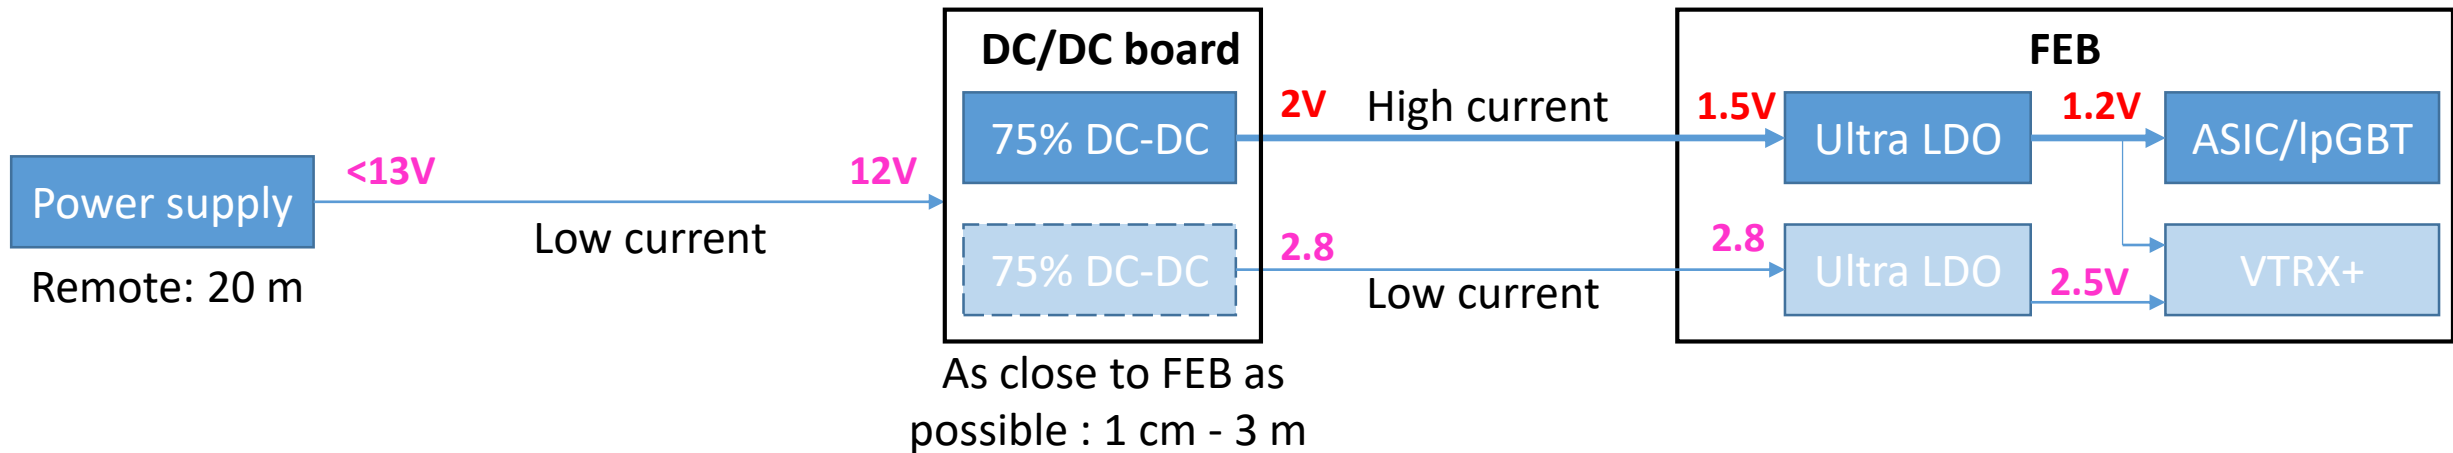 DC/DC board
FEB
75% DC-DC
2V
High current
1.5V
Ultra LDO
1.2V
ASIC/lpGBT
Power supply
<13V
12V
Low current
Remote: 20 m
75% DC-DC
2.8
Low current
2.8
Ultra LDO
2.5V
VTRX+
As close to FEB as
possible : 1 cm - 3 m